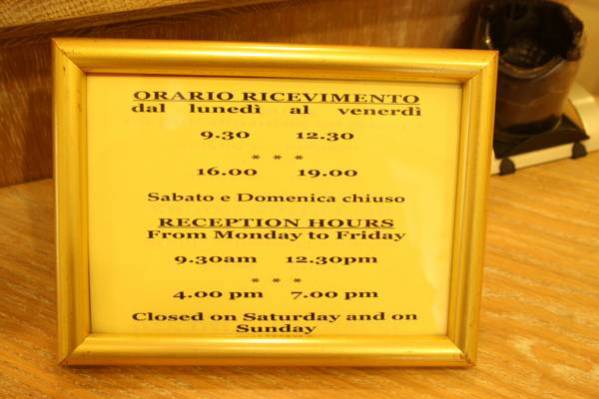 ORARIO RICEVIMENTO
dal lunedì al venerdì
9.30 12.30
* * *
16.00 19.00
Sabato e Domenica chiuso
RECEPTION HOURS
From Monday to Friday
9.30am 12.30pm
* * *
4.00 pm 7.00 pm
Closed on Saturday and on
Sunday